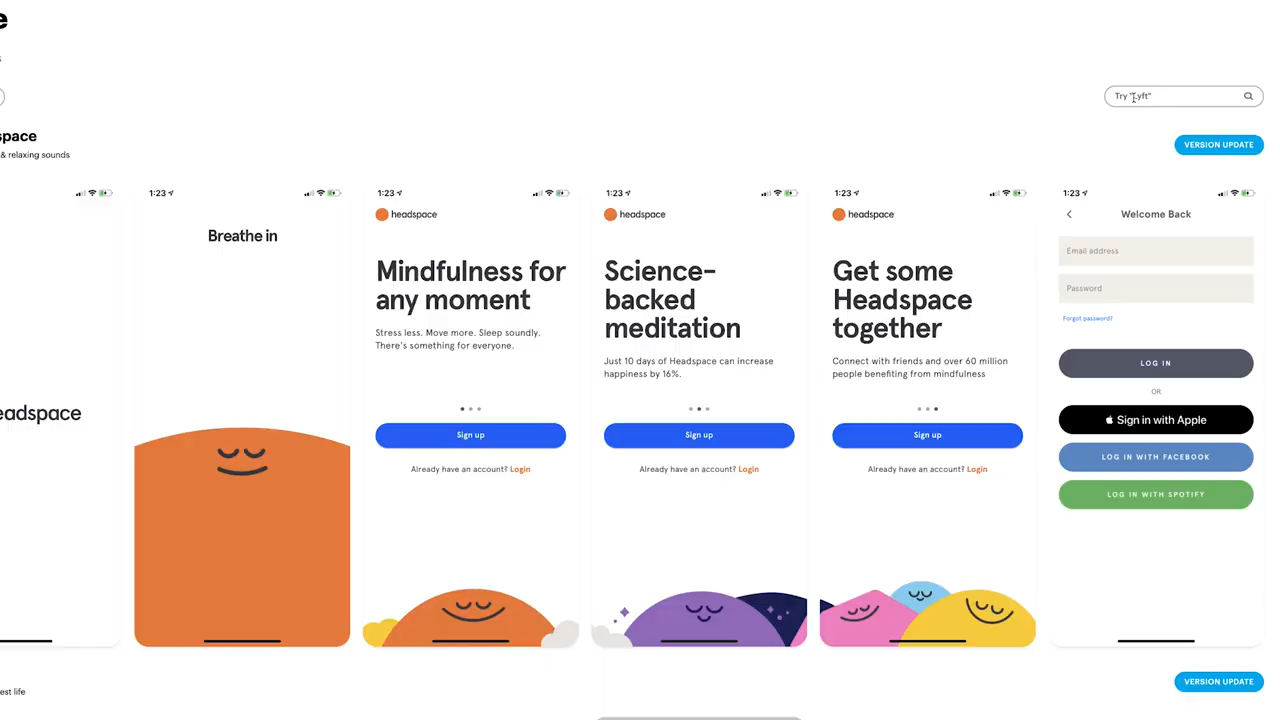 e
s
Try "Lyft"
space
& relaxing sounds
VERSION UPDATE
eadspace
1:23
Breathe in
1:23
headspace
Mindfulness for
any moment
Stress less. Move more. Sleep soundly.
There's something for everyone.
Sign up
Already have an account? Login
1:23
headspace
Science-
backed
meditation
Just 10 days of Headspace can increase
happiness by 16%.
Sign up
Already have an account? Login
1:23
headspace
Get some
Headspace
together
Connect with friends and over 60 million
people benefiting from mindfulness
Sign up
Already have an account? Login
1:23
Welcome Back
Email address
Password
Forgot password?
LOG IN
OR
Sign in with Apple
LOG IN WITH FACEBOOK
LOG IN WITH SPOTIFY
est life
VERSION UPDATE